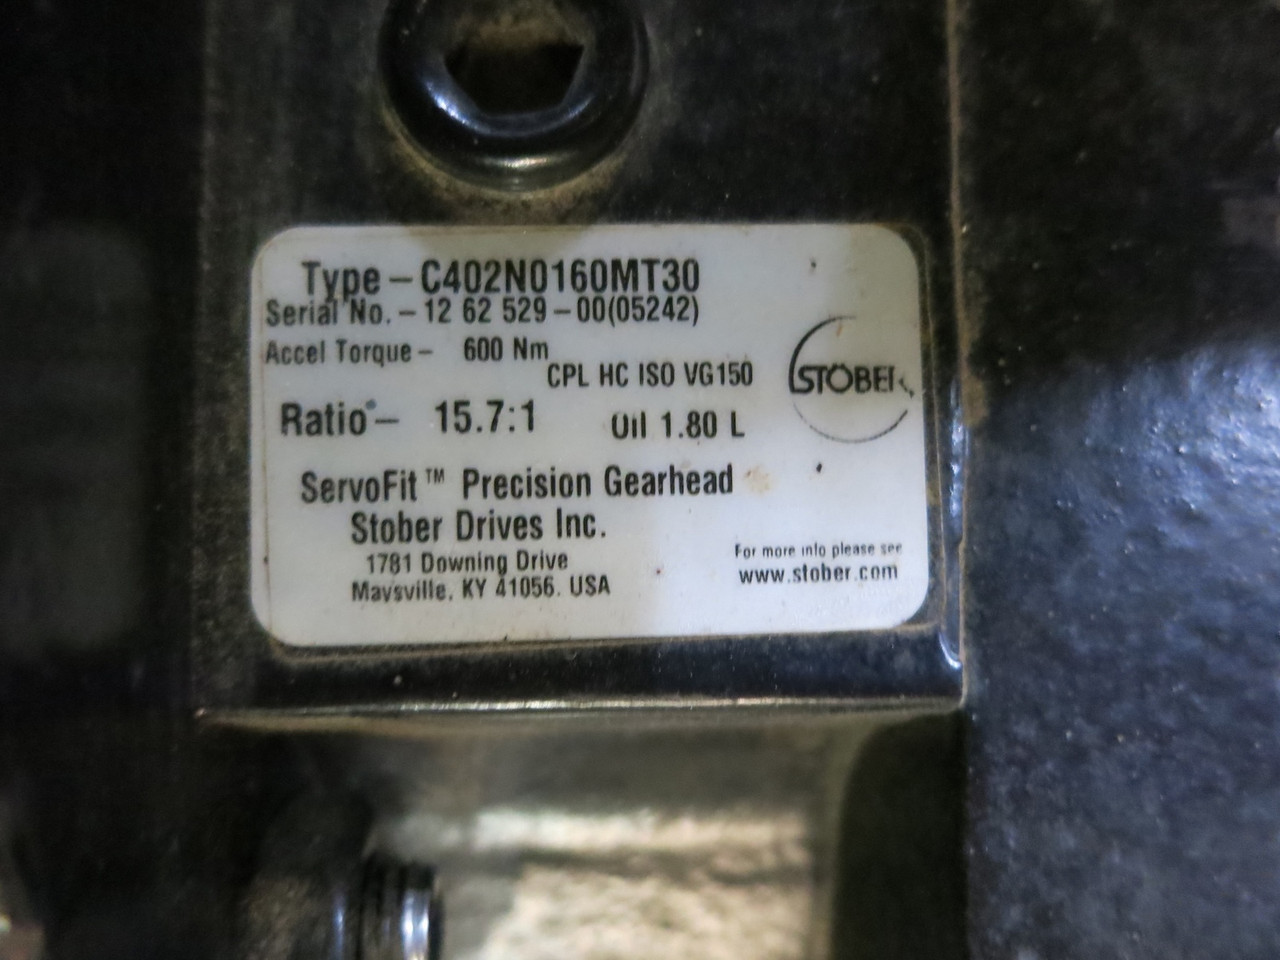 Type - C402N0160MT30
Serial No. - 12 62 529 - 00(05242)
Accel Torque - 600 Nm
CPL HC ISO VG150
STÖBER
Ratio - 15.7:1 Oil 1.80 L
ServoFit™ Precision Gearhead
Stober Drives Inc.
1781 Downing Drive
Maysville, KY 41056. USA
For more info please see
www.stober.com